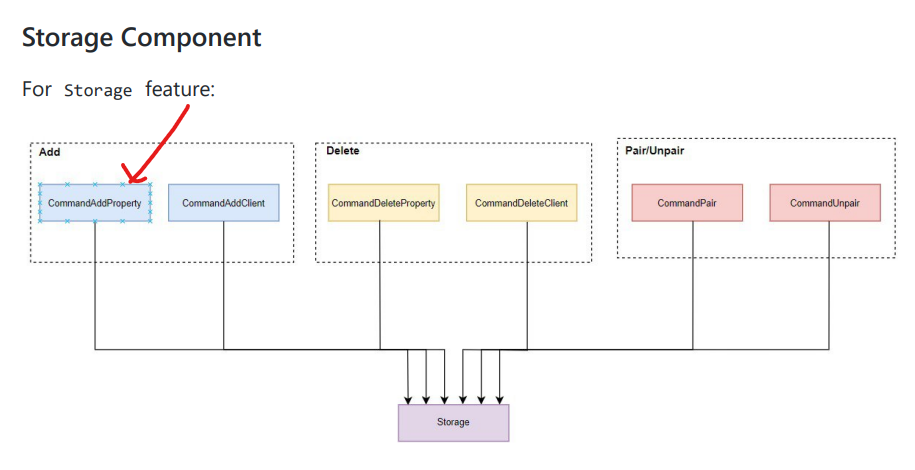 Storage Component
For Storage feature:
Add
Delete
Pair/Unpair
CommandAddProperty
CommandAddClient
CommandDeleteProperty
CommandDeleteClient
CommandPair
CommandUnpair
Storage